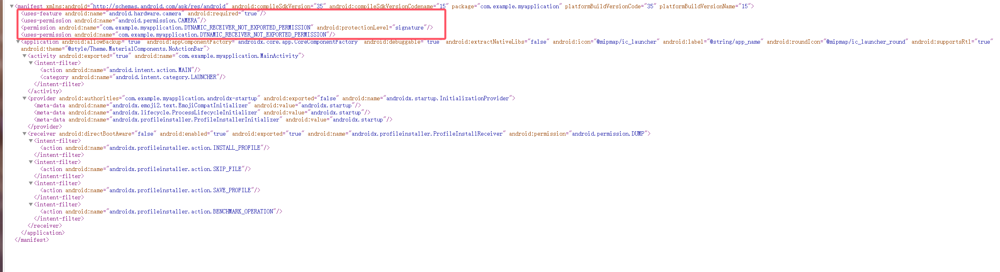 ▼<manifest xmlns:android="http://schemas.android.com/apk/res/android" android:compileSdkVersion="35" android:compileSdkVersionCodename="15" package="com.example.myapplication" platformBuildVersionCode="35" platformBuildVersionName="15">
<uses-feature android:name="android.hardware.camera" android:required="true"/>
<uses-permission android:name="android.permission.CAMERA"/>
<permission android:name="com.example.myapplication.DYNAMIC_RECEIVER_NOT_EXPORTED_PERMISSION" android:protectionLevel="signature"/>
<uses-permission android:name="com.example.myapplication.DYNAMIC_RECEIVER_NOT_EXPORTED_PERMISSION"/>
▼<application android:allowBackup="true" android:appComponentFactory="androidx.core.app.CoreComponentFactory" android:debuggable="true" android:extractNativeLibs="false" android:icon="@mipmap/ic_launcher" android:label="@string/app_name" android:roundIcon="@mipmap/ic_launcher_round" android:supportsRtl="true"
android:theme="@style/Theme.MaterialComponents.NoActionBar">
▼<activity android:exported="true" android:name="com.example.myapplication.MainActivity">
▼<intent-filter>
<action android:name="android.intent.action.MAIN"/>
<category android:name="android.intent.category.LAUNCHER"/>
</intent-filter>
</activity>
▼<provider android:authorities="com.example.myapplication.androidx-startup" android:exported="false" android:name="androidx.startup.InitializationProvider">
<meta-data android:name="androidx.emoji2.text.EmojiCompatInitializer" android:value="androidx.startup"/>
<meta-data android:name="androidx.lifecycle.ProcessLifecycleInitializer" android:value="androidx.startup"/>
<meta-data android:name="androidx.profileinstaller.ProfileInstallerInitializer" android:value="androidx.startup"/>
</provider>
▼<receiver android:directBootAware="false" android:enabled="true" android:exported="true" android:name="androidx.profileinstaller.ProfileInstallReceiver" android:permission="android.permission.DUMP">
▼<intent-filter>
<action android:name="androidx.profileinstaller.action.INSTALL_PROFILE"/>
</intent-filter>
▼<intent-filter>
<action android:name="androidx.profileinstaller.action.SKIP_FILE"/>
</intent-filter>
▼<intent-filter>
<action android:name="androidx.profileinstaller.action.SAVE_PROFILE"/>
</intent-filter>
▼<intent-filter>
<action android:name="androidx.profileinstaller.action.BENCHMARK_OPERATION"/>
</intent-filter>
</receiver>
</application>
</manifest>